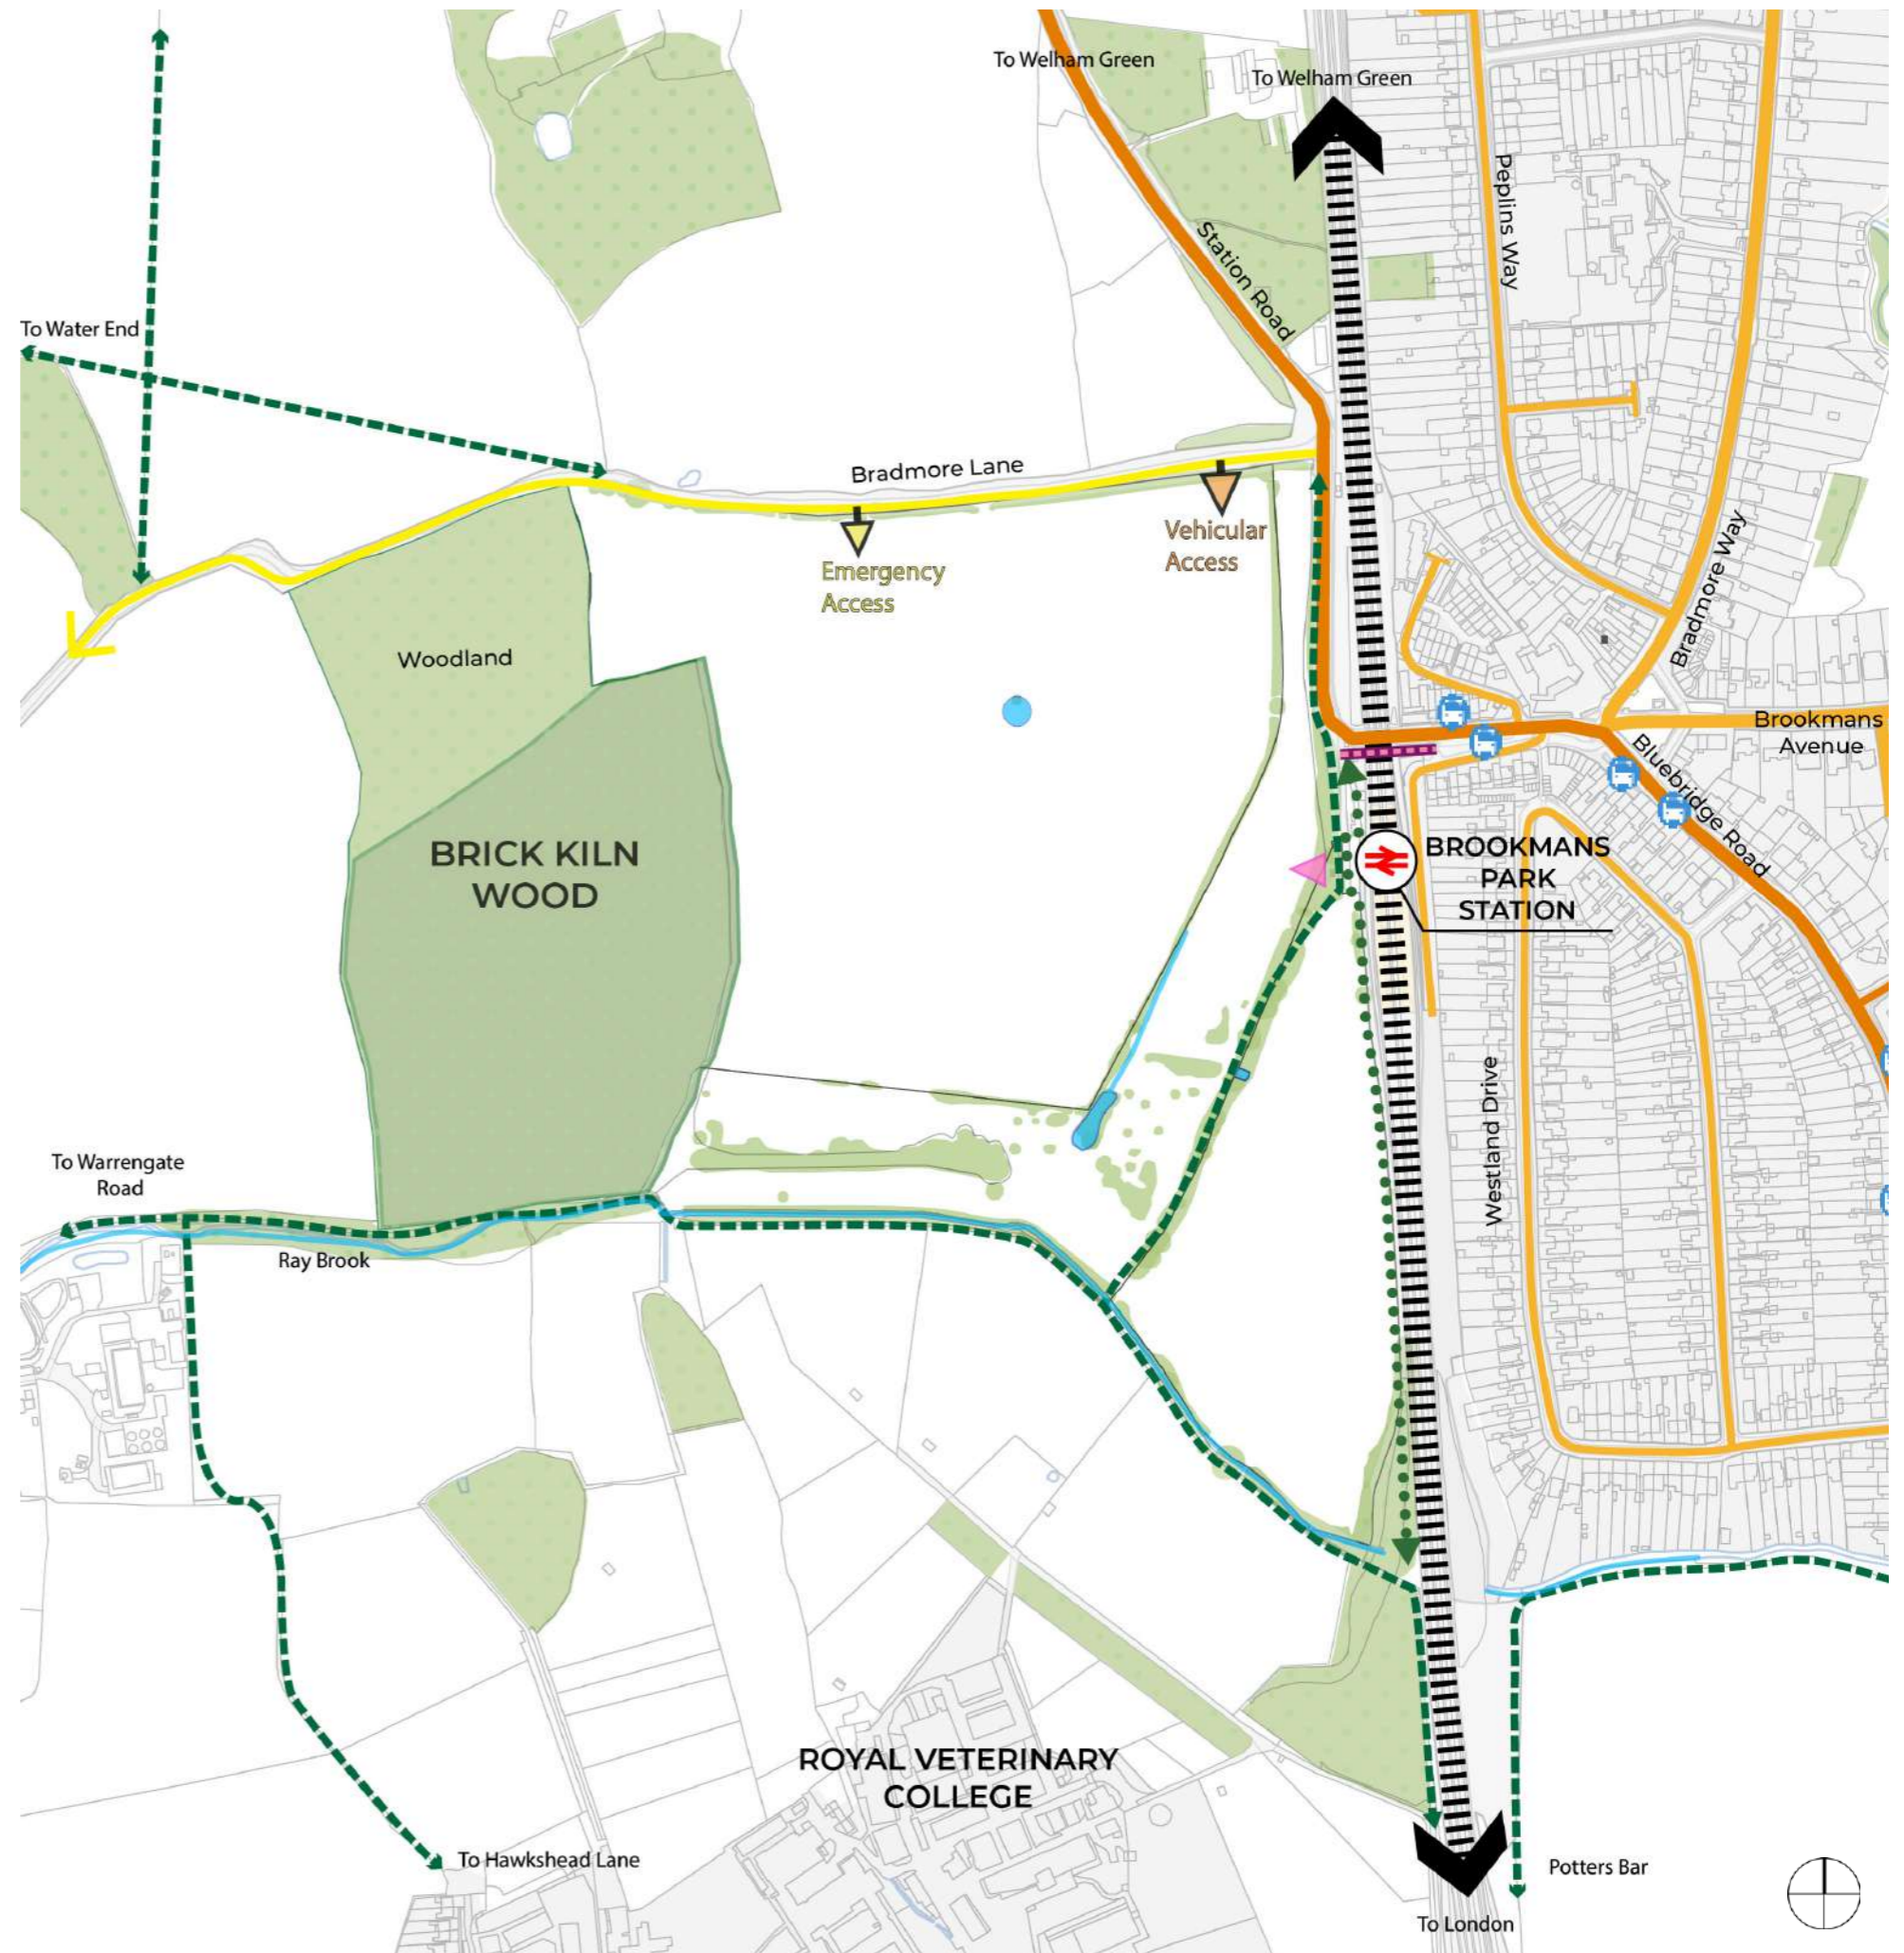 To Welham Green
To Welham Green
Peplins Way
Station Road
To Water End
Bradmore Lane
Vehicular
Access
Emergency
Access
Bradmore Way
Woodland
Brookmans
Avenue
Bluebridge Road
BRICK KILN
WOOD
BROOKMANS
PARK
STATION
Westland Drive
To Warrengate
Road
Ray Brook
ROYAL VETERINARY
COLLEGE
To Hawkshead Lane
Potters Bar
To London